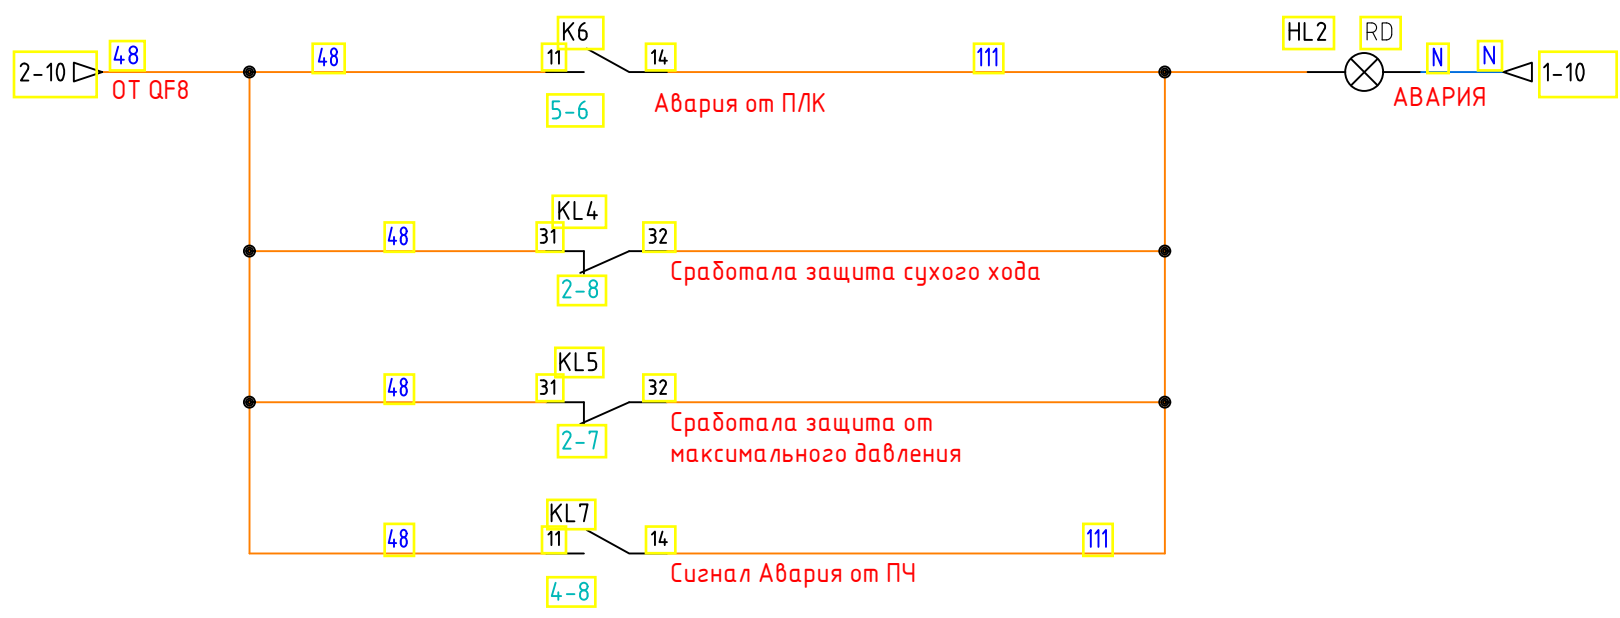 2-10
48
ОТ QF8
48
K6
11
14
5-6
Авария от ПЛК
111
HL2
RD
N
N
1-10
АВАРИЯ
48
KL4
31
32
2-8
Сработала защита сухого хода
48
KL5
31
32
2-7
Сработала защита от
максимального давления
48
KL7
11
14
4-8
Сигнал Авария от ПЧ
111